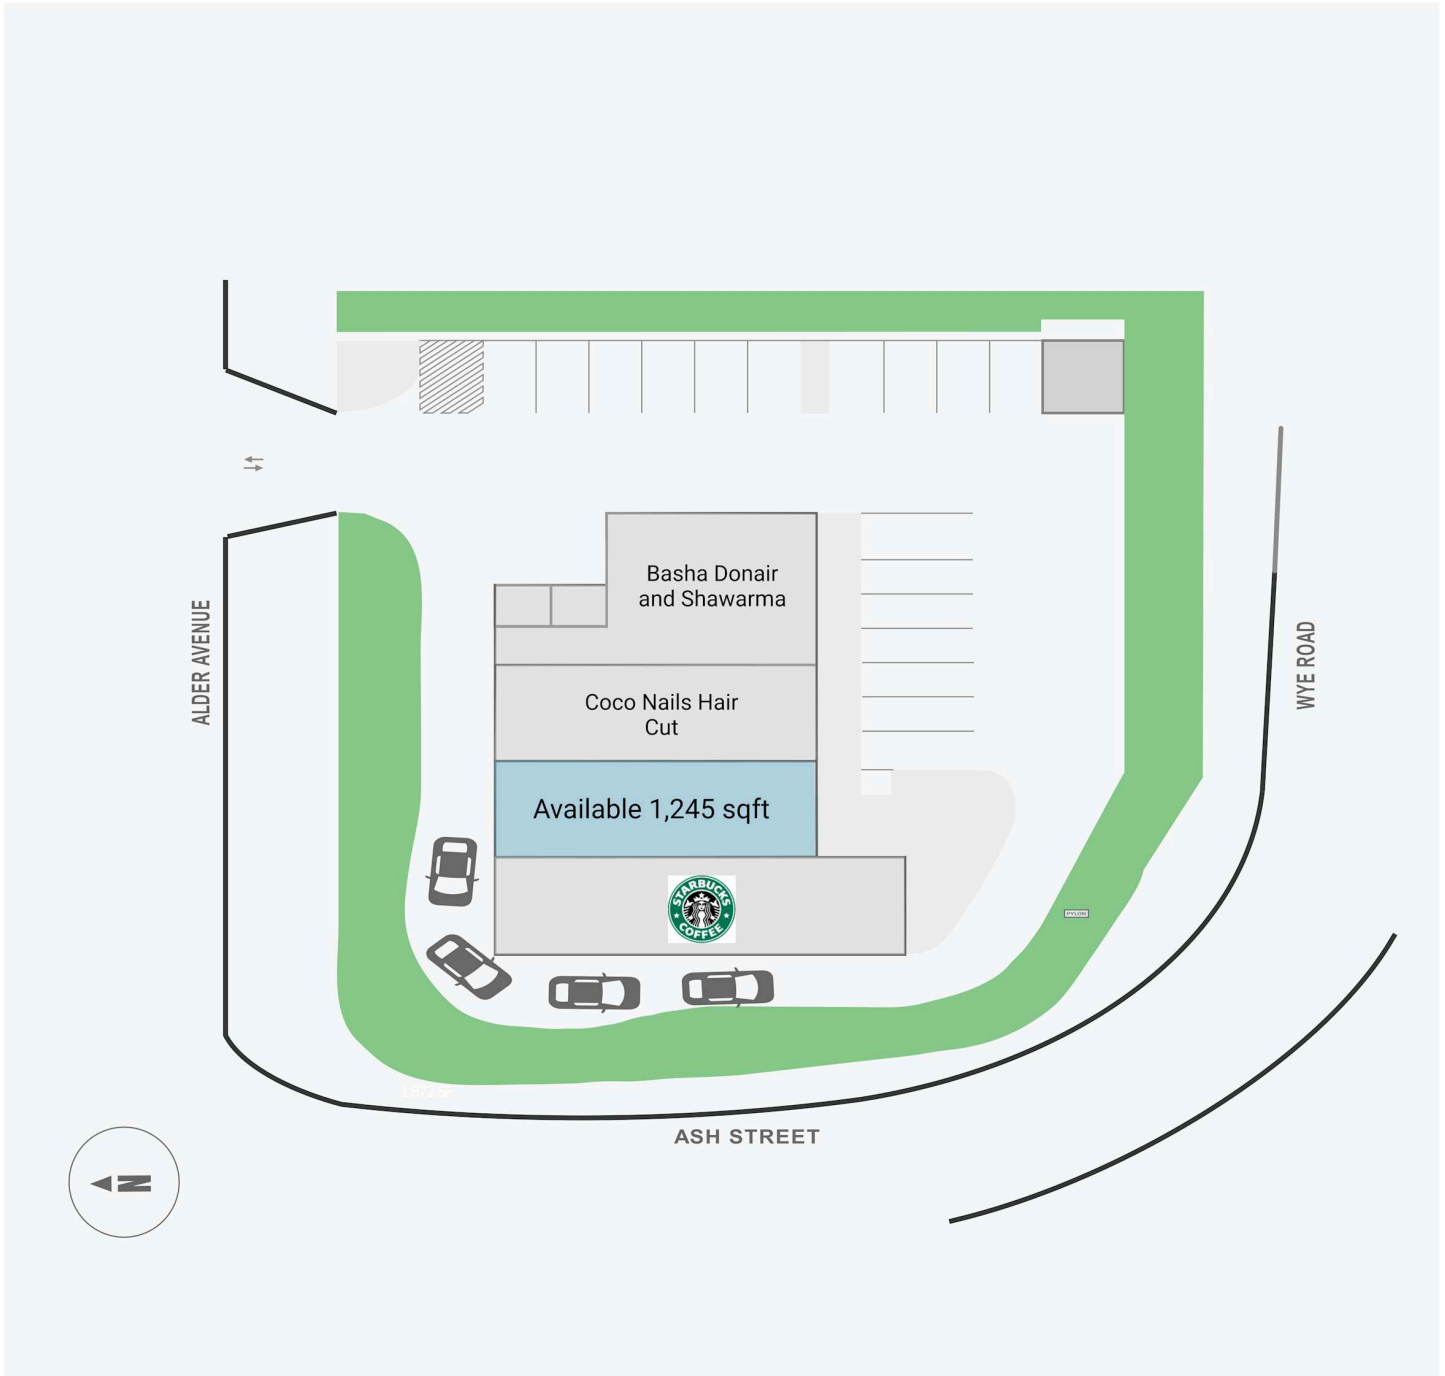 Basha Donair
and Shawarma
ALDER AVENUE
WYE ROAD
Coco Nails Hair
Cut
Available 1,245 sqft
STARBUCKS
COFFEE
PYLON
ASH STREET
N